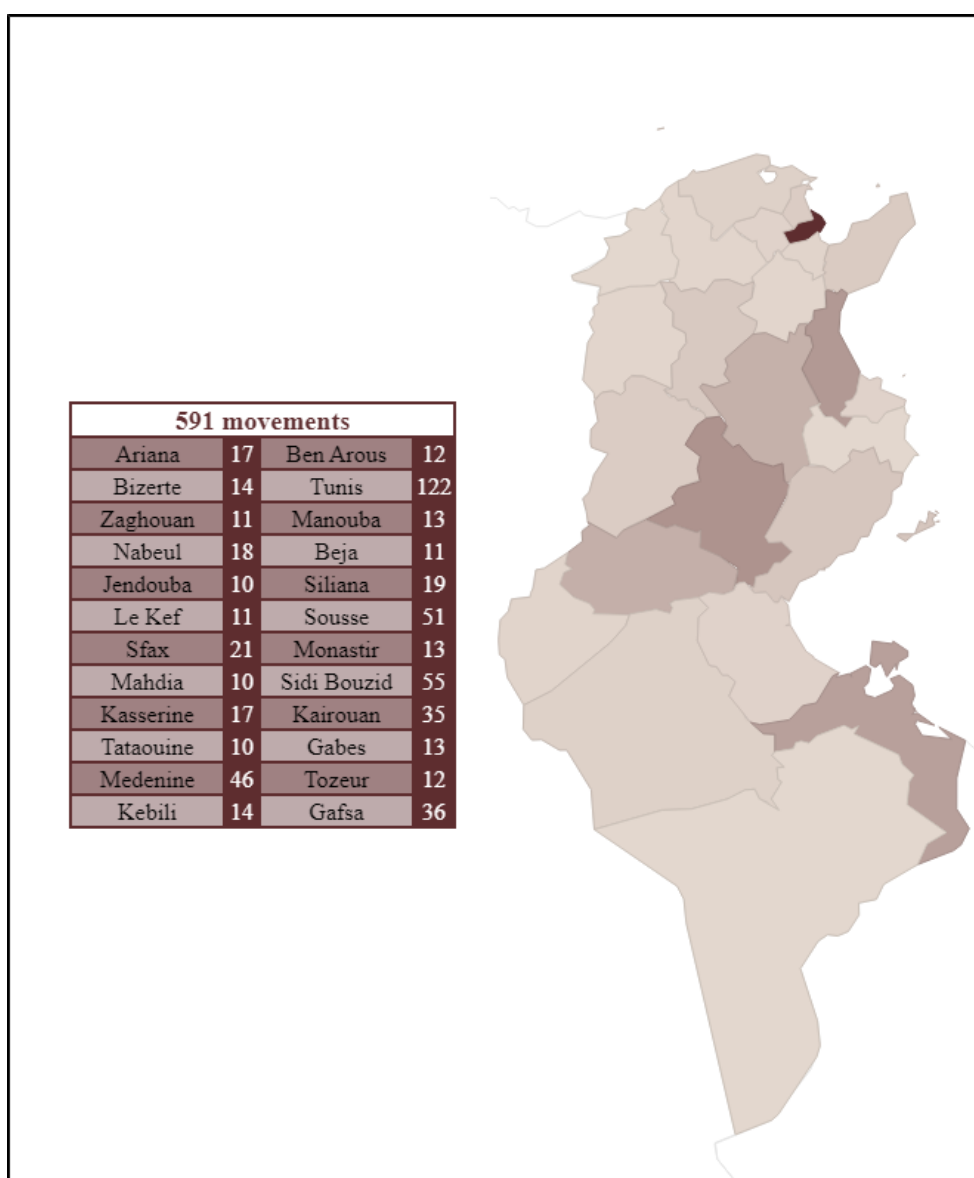 591 movements
Ariana 17 Ben Arous 12
Bizerte 14 Tunis 122
Zaghouan 11 Manouba 13
Nabeul 18 Beja 11
Jendouba 10 Siliana 19
Le Kef 11 Sousse 51
Sfax 21 Monastir 13
Mahdia 10 Sidi Bouzid 55
Kasserine 17 Kairouan 35
Tataouine 10 Gabes 13
Medenine 46 Tozeur 12
Kebili 14 Gafsa 36